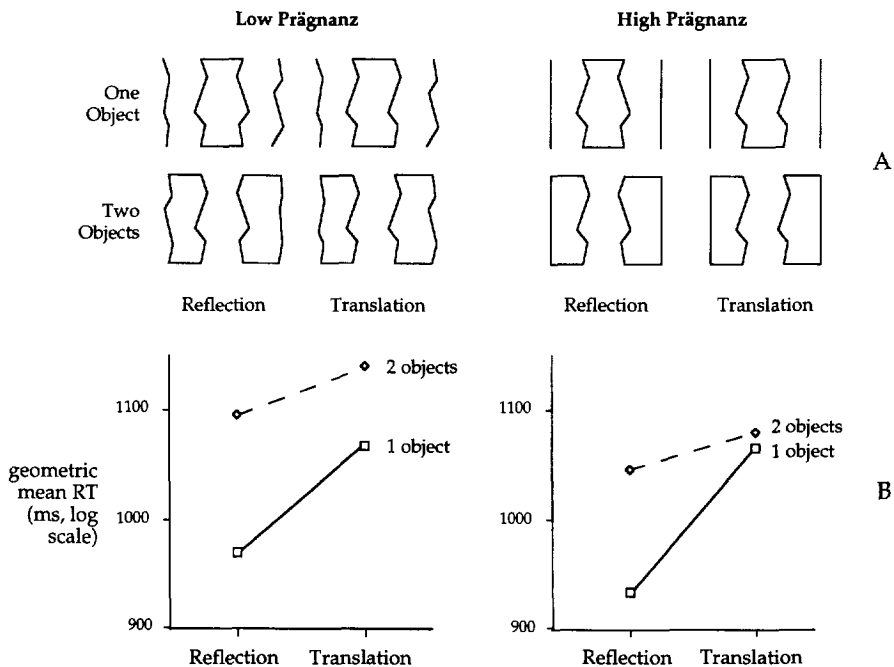 Low Prägnanz
High Prägnanz
One
Object
A
Two
Objects
Reflection Translation
Reflection Translation
2 objects
1 object
1100
1000
900
geometric
mean RT
(ms, log
scale)
Reflection Translation
2 objects
1 object
1100
1000
900
B
Reflection Translation